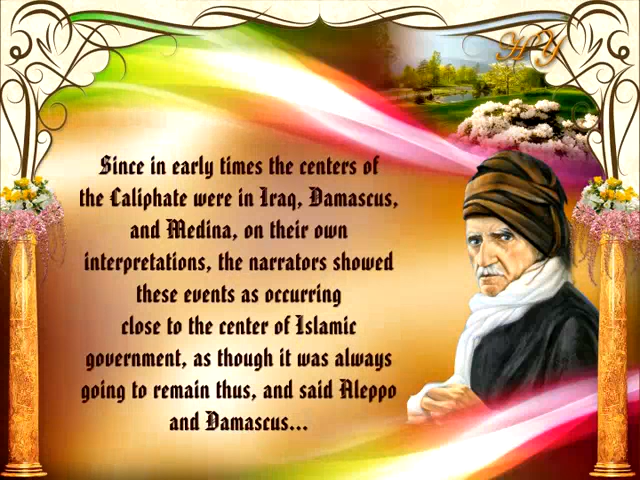 HY
Since in early times the centers of
the Caliphate were in Iraq, Damascus,
and Medina, on their own
interpretations, the narrators showed
these events as occurring
close to the center of Islamic
government, as though it was always
going to remain thus, and said Aleppo
and Damascus...